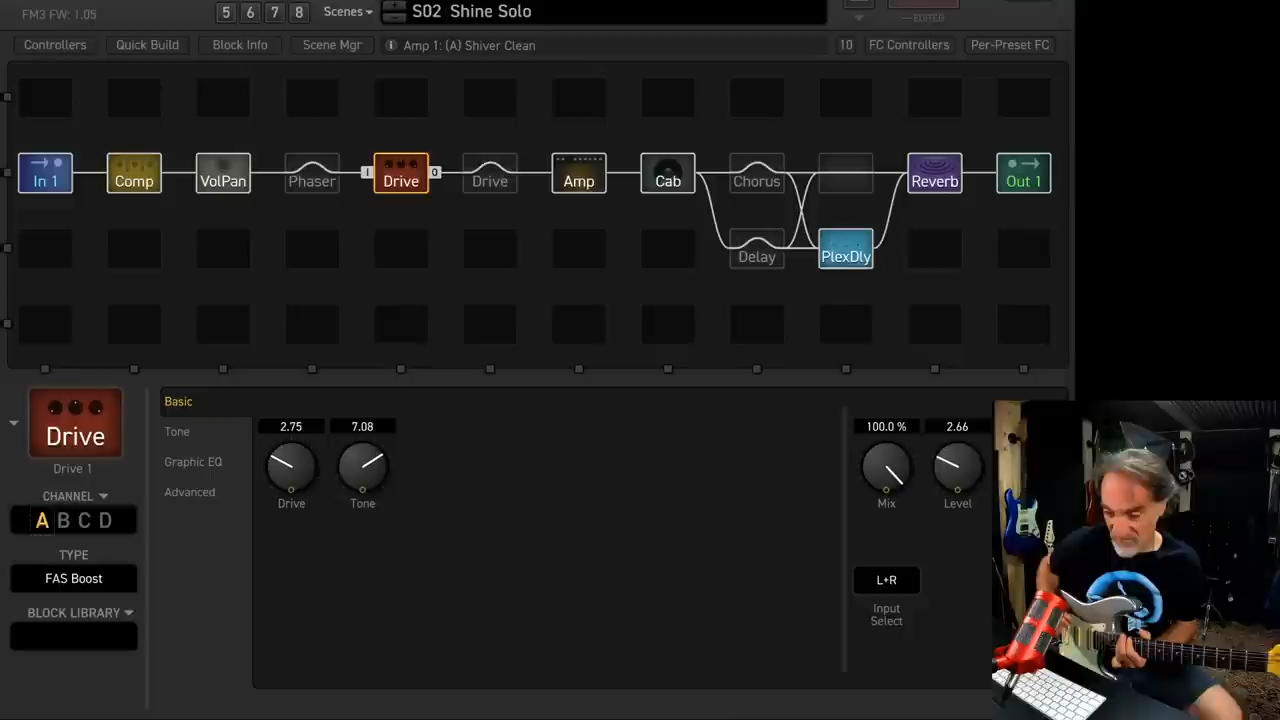 FM3 FW: 1.05
5 6 7 8 Scenes S02 Shine Solo
EDITED
Controllers Quick Build Block Info Scene Mgr Amp 1: (A) Shiver Clean 10 FC Controllers Per-Preset FC
In 1 Comp VolPan Phaser I Drive O Drive Amp Cab Chorus Reverb Out 1
Delay PlexDly
Drive
Drive 1
CHANNEL
A B C D
TYPE
FAS Boost
BLOCK LIBRARY
Basic
Tone
Graphic EQ
Advanced
2.75 7.08
Drive Tone
100.0 % 2.66
Mix Level
L+R
Input
Select